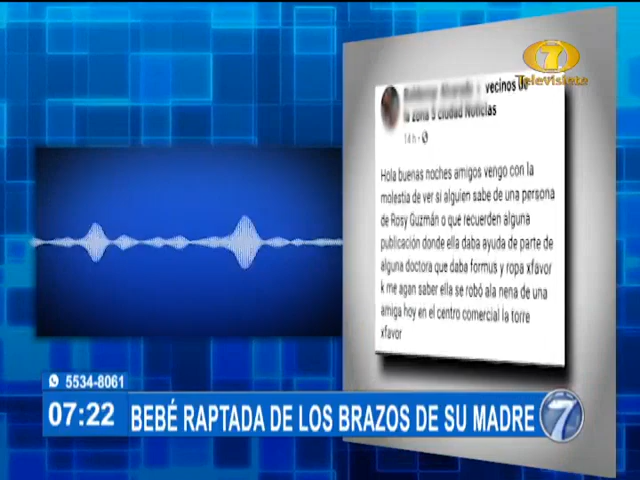 7
Televisiete
vecinos de
la zona 5 ciudad Noticias
14 h
Hola buenas noches amigos vengo con la
molestia de ver si alguien sabe de una persona
de Rosy Guzmán o que recuerden alguna
publicación donde ella daba ayuda de parte de
alguna doctora que daba formus y ropa xfavor
k me agan saber ella se robó ala nena de una
amiga hoy en el centro comercial la torre
xfavor
5534-8061
07:22 BEBÉ RAPTADA DE LOS BRAZOS DE SU MADRE 7